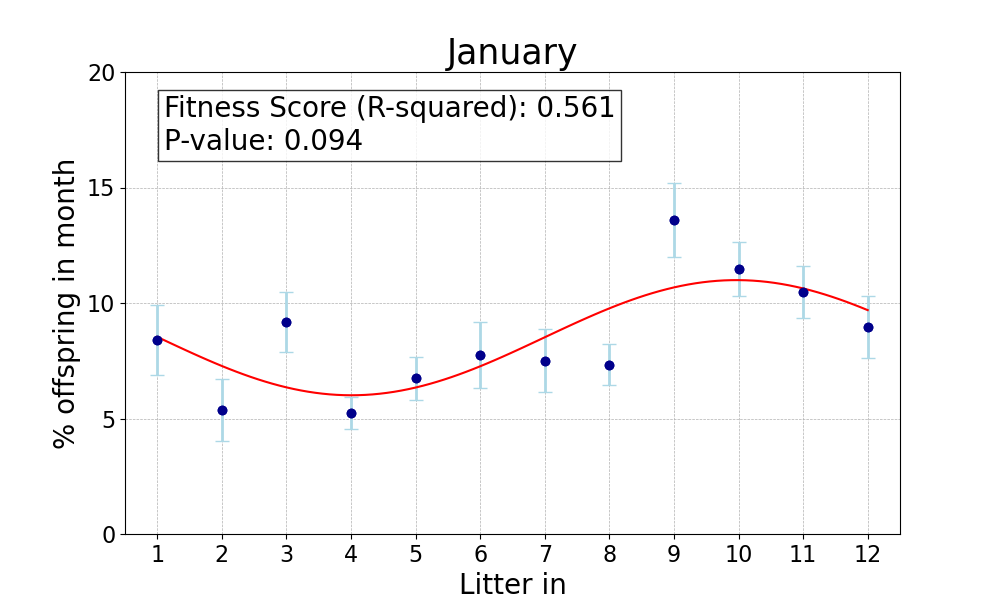 January
Fitness Score (R-squared): 0.561
P-value: 0.094
% offspring in month
20
15
10
5
0
1 2 3 4 5 6 7 8 9 10 11 12
Litter in